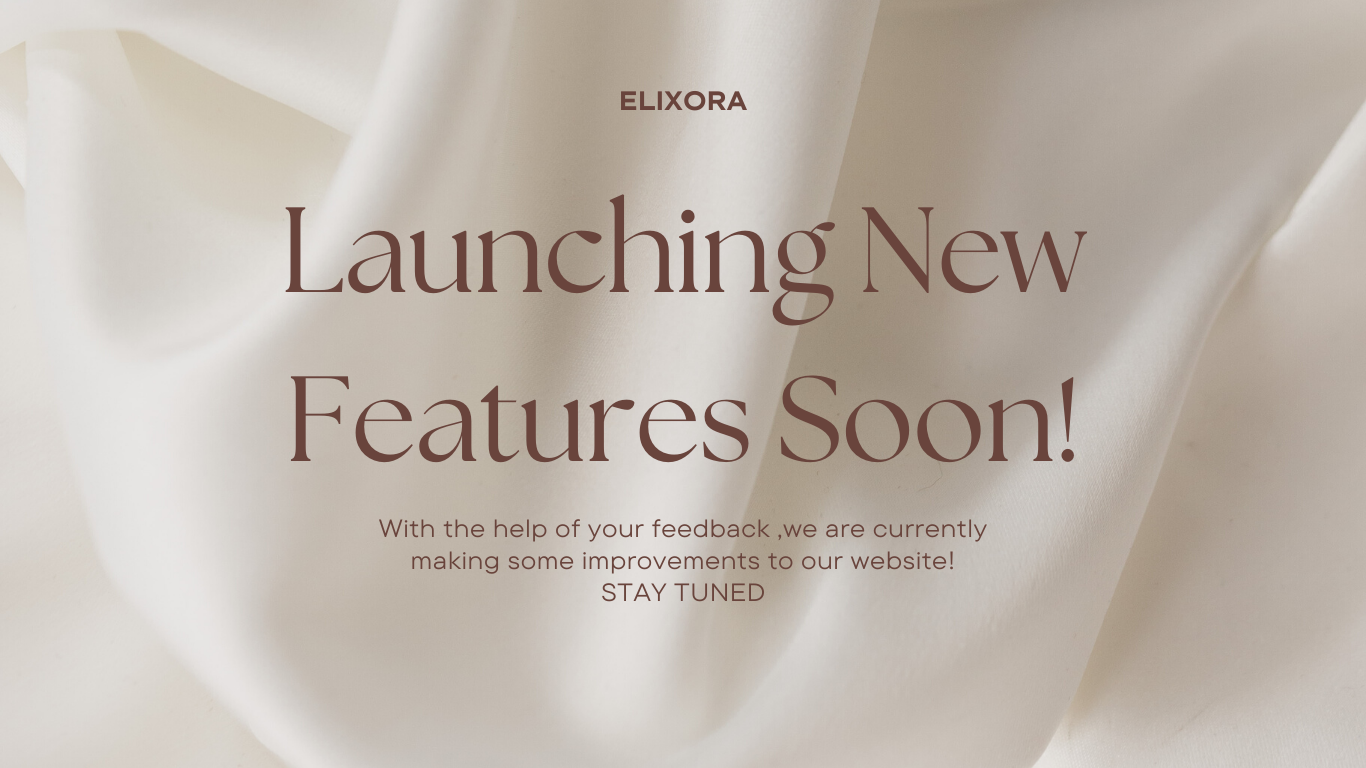 ELIXORA
Launching New
Features Soon!
With the help of your feedback ,we are currently
making some improvements to our website!
STAY TUNED